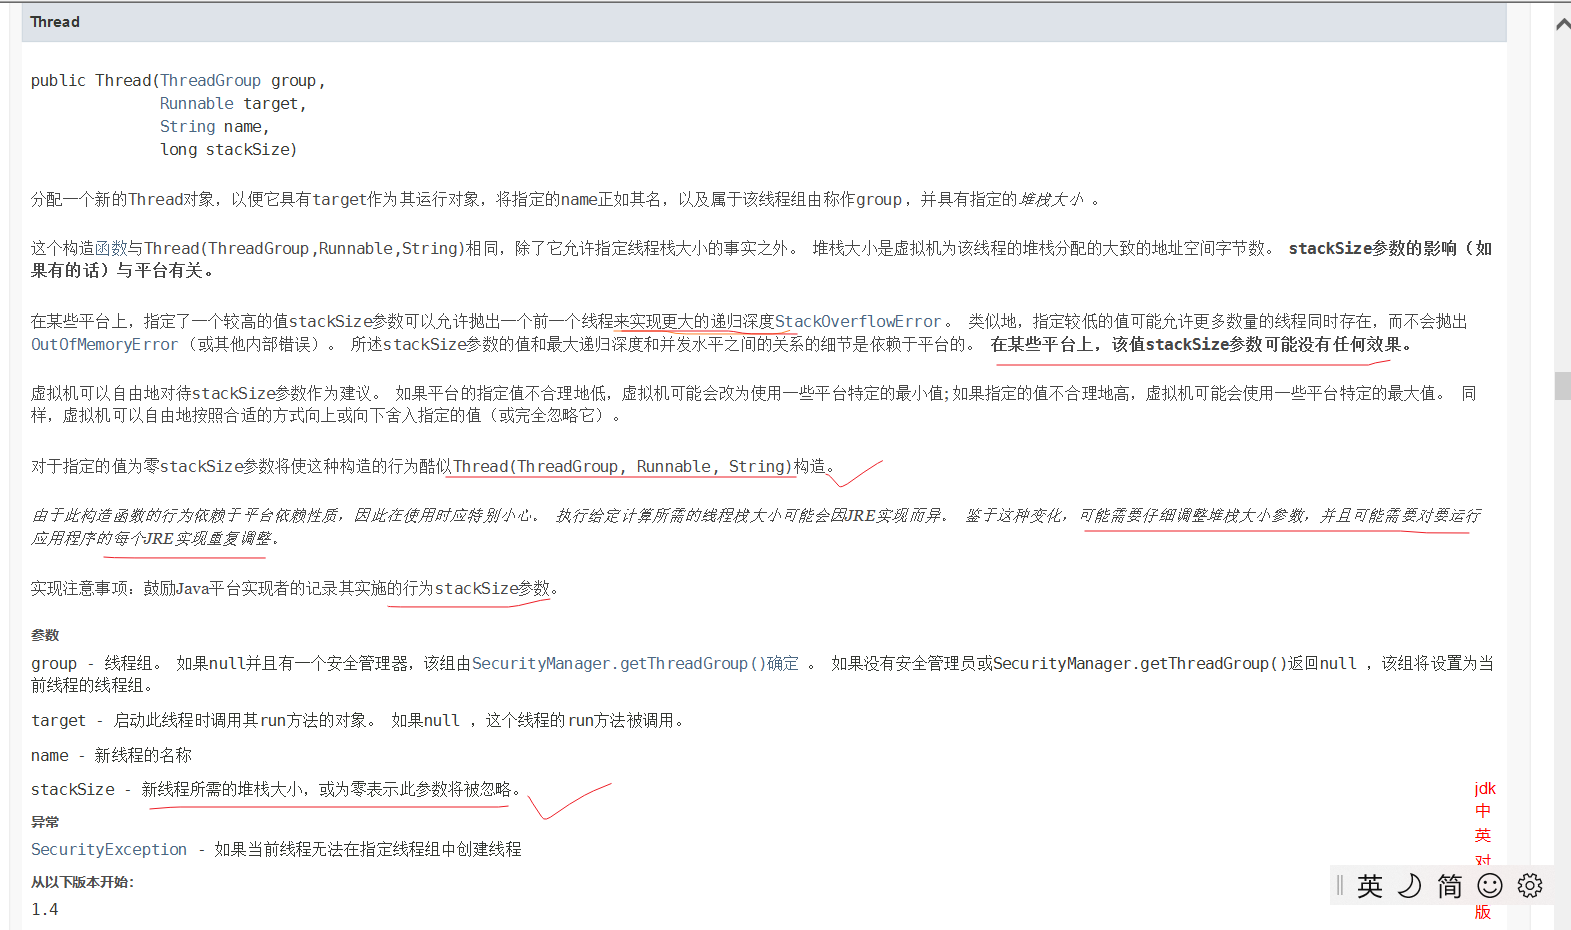 Thread
public Thread(ThreadGroup group,
Runnable target,
String name,
long stackSize)
分配一个新的Thread对象，以便它具有target作为其运行对象，将指定的name正如其名，以及属于该线程组由称作group，并具有指定的堆栈大小 。
这个构造函数与Thread(ThreadGroup,Runnable,String)相同，除了它允许指定线程栈大小的事实之外。 堆栈大小是虚拟机为该线程的堆栈分配的大致的地址空间字节数。 stackSize参数的影响（如
果有的话）与平台有关。
在某些平台上，指定了一个较高的值stackSize参数可以允许抛出一个前一个线程来实现更大的递归深度StackOverflowError。 类似地，指定较低的值可能允许更多数量的线程同时存在，而不会抛出
OutOfMemoryError（或其他内部错误）。 所述stackSize参数的值和最大递归深度和并发水平之间的关系的细节是依赖于平台的。 在某些平台上，该值stackSize参数可能没有任何效果。
虚拟机可以自由地对待stackSize参数作为建议。 如果平台的指定值不合理地低，虚拟机可能会改为使用一些平台特定的最小值;如果指定的值不合理地高，虚拟机可能会使用一些平台特定的最大值。 同
样，虚拟机可以自由地按照合适的方式向上或向下舍入指定的值（或完全忽略它）。
对于指定的值为零stackSize参数将使这种构造的行为酷似Thread(ThreadGroup, Runnable, String)构造。
由于此构造函数的行为依赖于平台依赖性质，因此在使用时应特别小心。 执行给定计算所需的线程栈大小可能会因JRE实现而异。 鉴于这种变化，可能需要仔细调整堆栈大小参数，并且可能需要对要运行
应用程序的每个JRE实现重复调整。
实现注意事项：鼓励Java平台实现者的记录其实施的行为stackSize参数。
参数
group - 线程组。 如果null并且有一个安全管理器，该组由SecurityManager.getThreadGroup()确定 。 如果没有安全管理员或SecurityManager.getThreadGroup()返回null ，该组将设置为当
前线程的线程组。
target - 启动此线程时调用其run方法的对象。 如果null ，这个线程的run方法被调用。
name - 新线程的名称
stackSize - 新线程所需的堆栈大小，或为零表示此参数将被忽略。
异常
SecurityException - 如果当前线程无法在指定线程组中创建线程
从以下版本开始：
1.4
jdk
中
英
对
版
英 简